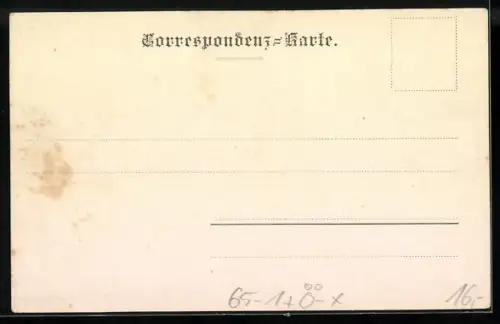 Correspondenz-Karte.
65-1+Ö-x
16,-